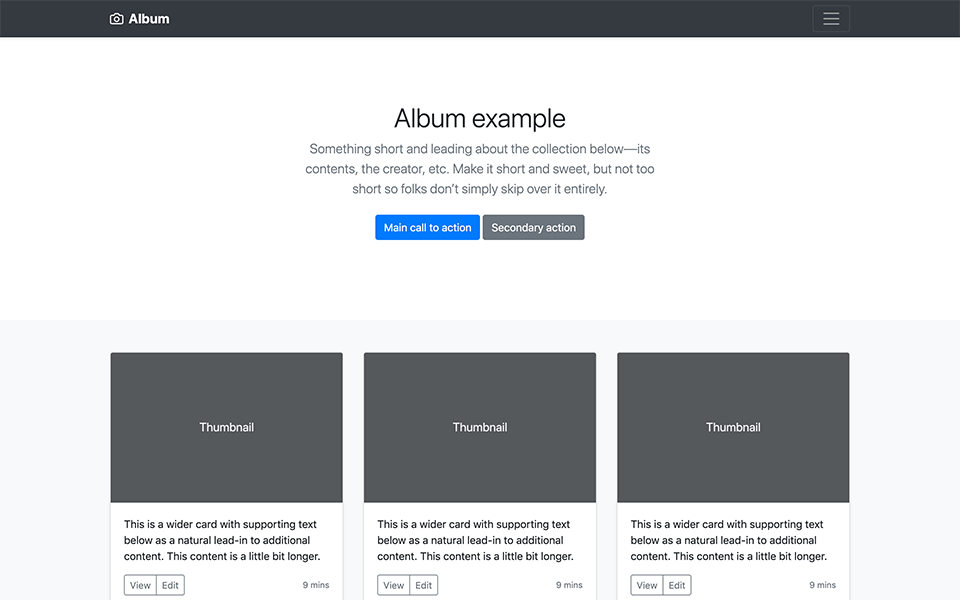 Album
Album example
Something short and leading about the collection below—its
contents, the creator, etc. Make it short and sweet, but not too
short so folks don’t simply skip over it entirely.
Main call to action
Secondary action
Thumbnail
This is a wider card with supporting text
below as a natural lead-in to additional
content. This content is a little bit longer.
View
Edit
9 mins
Thumbnail
This is a wider card with supporting text
below as a natural lead-in to additional
content. This content is a little bit longer.
View
Edit
9 mins
Thumbnail
This is a wider card with supporting text
below as a natural lead-in to additional
content. This content is a little bit longer.
View
Edit
9 mins